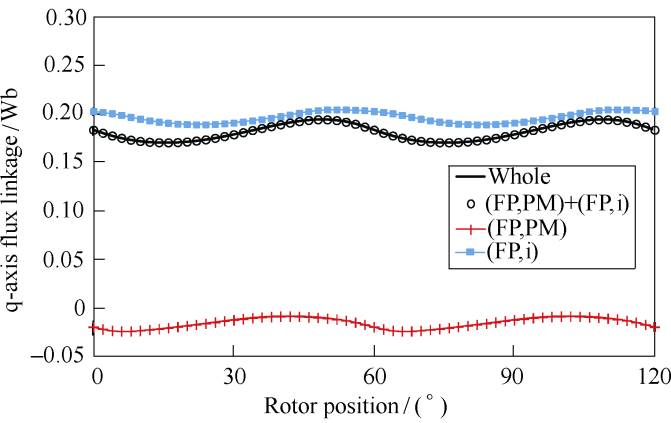 0.30
0.25
0.20
0.15
0.10
0.05
0
−0.05
q-axis flux linkage/Wb
Whole
(FP,PM)+(FP,i)
(FP,PM)
(FP,i)
0 30 60 90 120
Rotor position/(°)